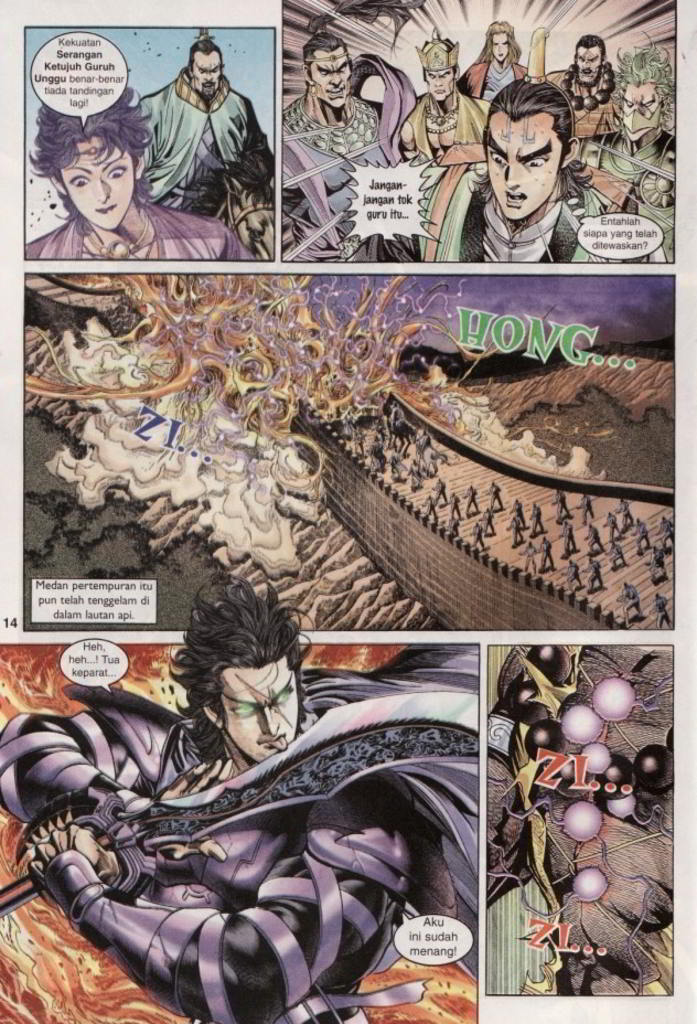 Kekuatan
Serangan
Ketujuh Guruh
Unggu benar-benar
tiada tandingan
lagi!
Jangan-
jangan tok
guru itu...
Entahlah
siapa yang telah
ditewaskan?
HONG...
ZI...
Medan pertempuran itu
pun telah tenggelam di
dalam lautan api.
14
Heh,
heh...! Tua
keparat...
Aku
ini sudah
menang!
ZI...
ZI...